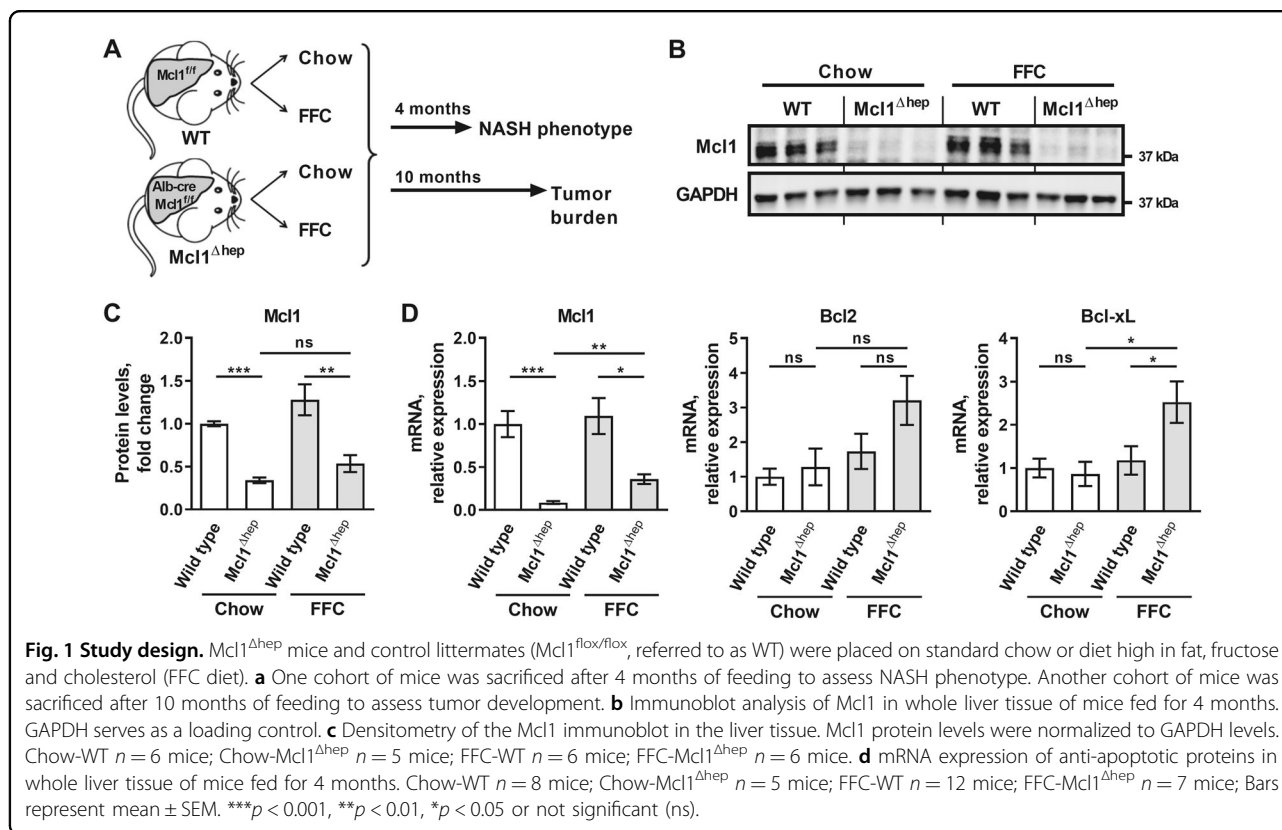 A
Mcl1f/f
WT
Chow
FFC
Alb-cre
Mcl1f/f
Mcl1Δhep
Chow
FFC
4 months
NASH phenotype
10 months
Tumor
burden
B
Chow FFC
WT Mcl1Δhep WT Mcl1Δhep
Mcl1
37 kDa
GAPDH
37 kDa
C
Mcl1
Protein levels,
fold change
2.0
1.5
1.0
0.5
0.0
***
ns
**
Wild type
Mcl1Δhep
Wild type
Mcl1Δhep
Chow FFC
D
Mcl1
mRNA,
relative expression
2.0
1.5
1.0
0.5
0.0
***
**
*
Wild type
Mcl1Δhep
Wild type
Mcl1Δhep
Chow FFC
Bcl2
mRNA,
relative expression
5
4
3
2
1
0
ns
ns
ns
Wild type
Mcl1Δhep
Wild type
Mcl1Δhep
Chow FFC
Bcl-xL
mRNA,
relative expression
4
3
2
1
0
ns
*
*
Wild type
Mcl1Δhep
Wild type
Mcl1Δhep
Chow FFC
Fig. 1 Study design. Mcl1Δhep mice and control littermates (Mcl1flox/flox, referred to as WT) were placed on standard chow or diet high in fat, fructose
and cholesterol (FFC diet). a One cohort of mice was sacrificed after 4 months of feeding to assess NASH phenotype. Another cohort of mice was
sacrificed after 10 months of feeding to assess tumor development. b Immunoblot analysis of Mcl1 in whole liver tissue of mice fed for 4 months.
GAPDH serves as a loading control. c Densitometry of the Mcl1 immunoblot in the liver tissue. Mcl1 protein levels were normalized to GAPDH levels.
Chow-WT n = 6 mice; Chow-Mcl1Δhep n = 5 mice; FFC-WT n = 6 mice; FFC-Mcl1Δhep n = 6 mice. d mRNA expression of anti-apoptotic proteins in
whole liver tissue of mice fed for 4 months. Chow-WT n = 8 mice; Chow-Mcl1Δhep n = 5 mice; FFC-WT n = 12 mice; FFC-Mcl1Δhep n = 7 mice; Bars
represent mean ± SEM. ***p < 0.001, **p < 0.01, *p < 0.05 or not significant (ns).